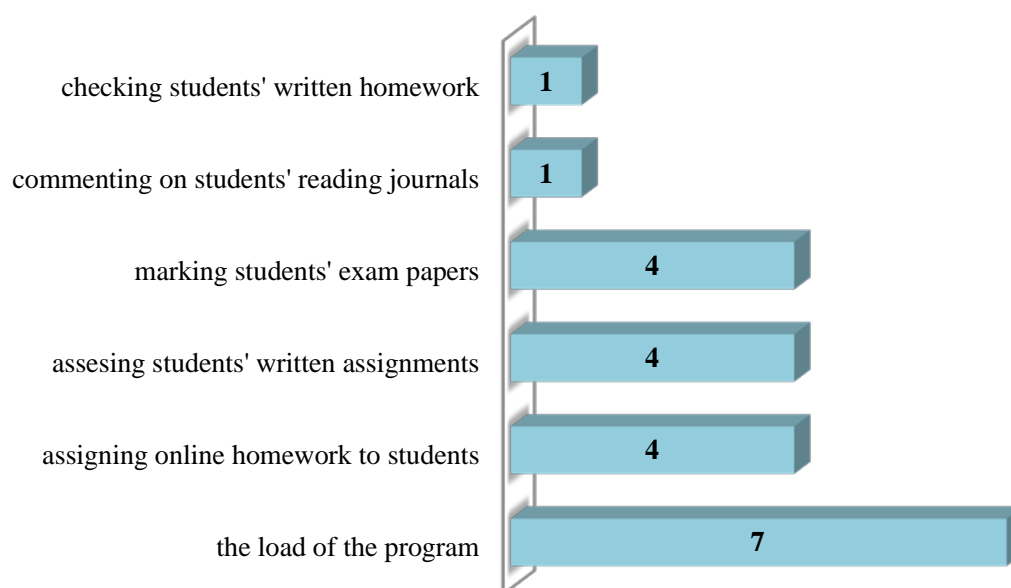 checking students' written homework 1
commenting on students' reading journals 1
marking students' exam papers 4
assesing students' written assignments 4
assigning online homework to students 4
the load of the program 7